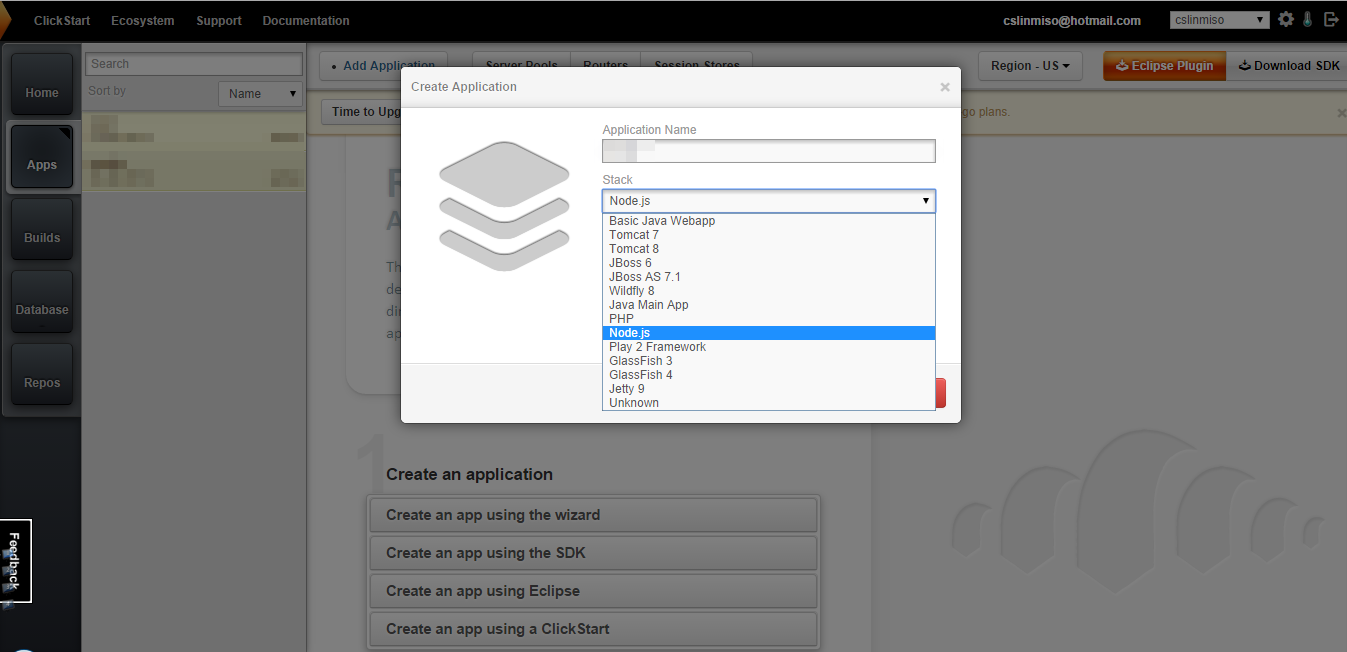 ClickStart Ecosystem Support Documentation cslinmiso@hotmail.com cslinmiso
Home
Apps
Builds
Database
Repos
Search
Sort by Name
Add Application Server Pools Routers Session Stores Region - US Eclipse Plugin Download SDK
Time to Upg go plans.
Create Application
Application Name
Stack
Node.js
Basic Java Webapp
Tomcat 7
Tomcat 8
JBoss 6
JBoss AS 7.1
Wildfly 8
Java Main App
PHP
Node.js
Play 2 Framework
GlassFish 3
GlassFish 4
Jetty 9
Unknown
1
Create an application
Create an app using the wizard
Create an app using the SDK
Create an app using Eclipse
Create an app using a ClickStart
Feedback